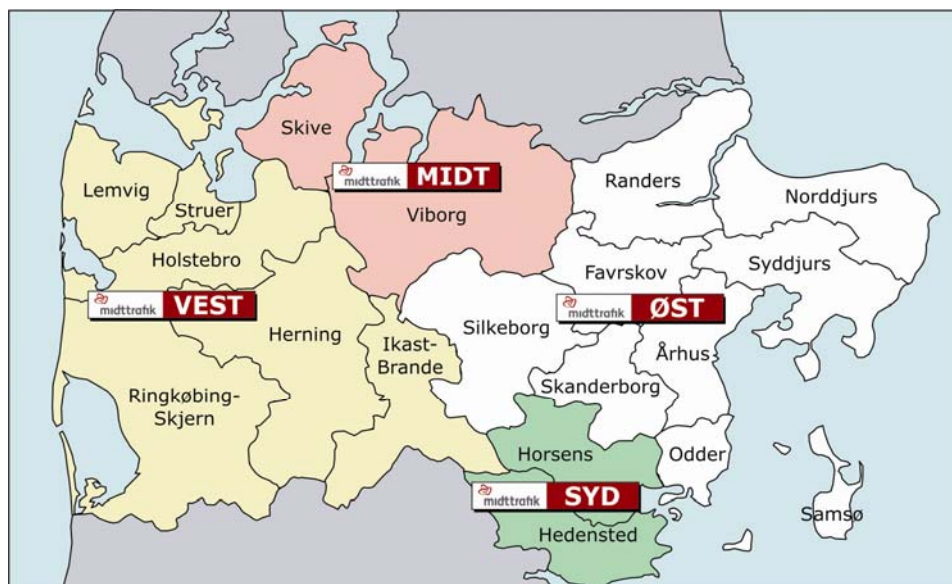 Skive
midttrafik MIDT
Randers
Lemvig
Norddjurs
Struer
Viborg
Holstebro
Favrskov
Syddjurs
midttrafik VEST
midttrafik ØST
Herning
Silkeborg
Ikast-
Brande
Århus
Skanderborg
Ringkøbing-
Skjern
Horsens
Odder
midttrafik SYD
Samsø
Hedensted